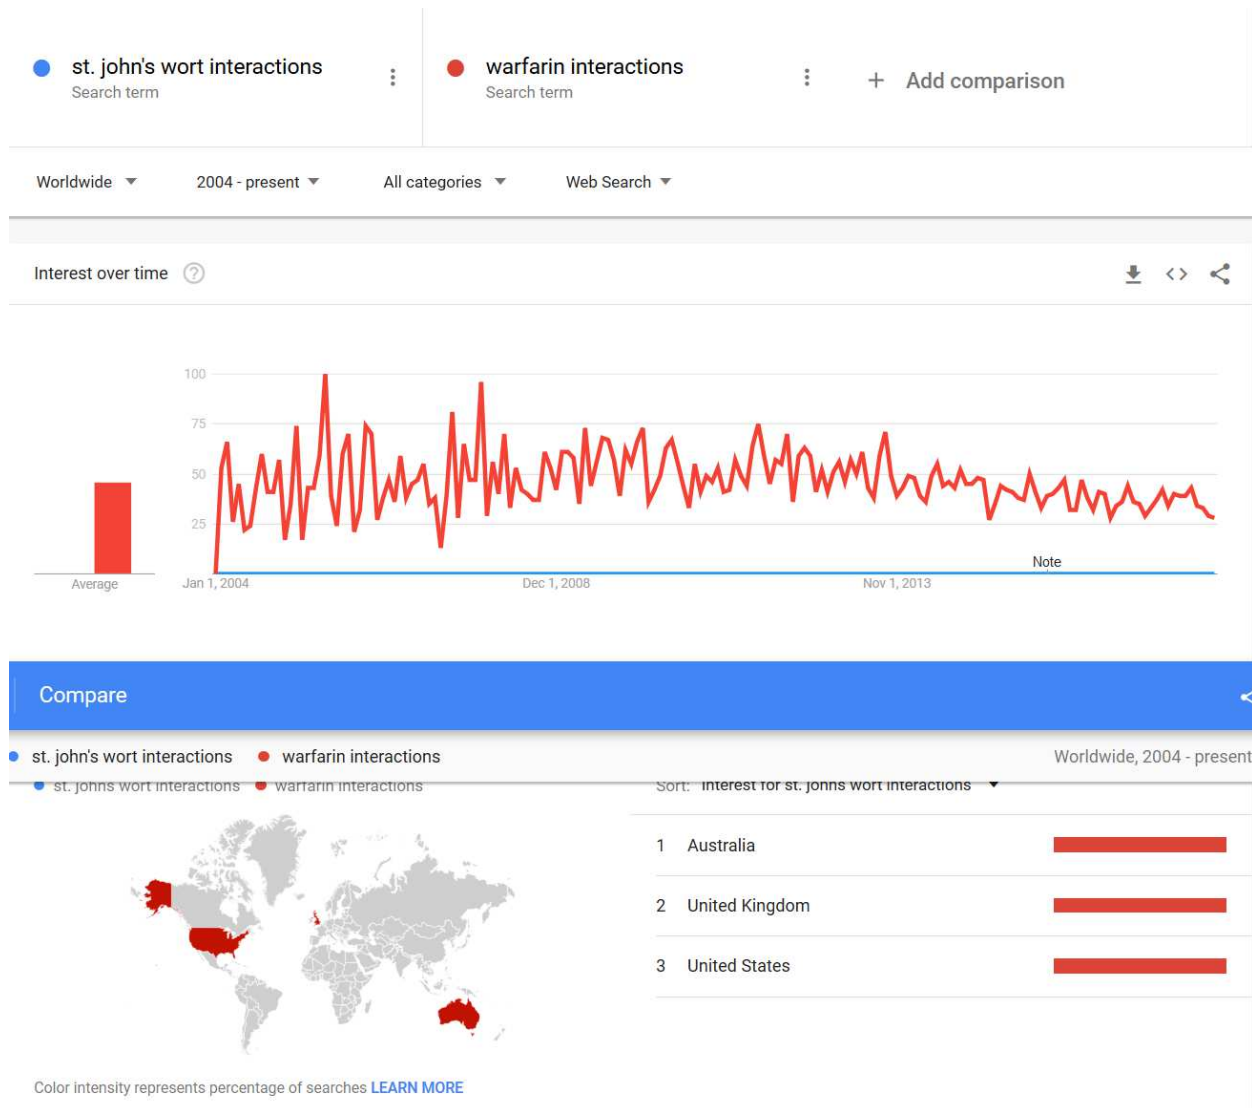 st. john's wort interactions
Search term
warfarin interactions
Search term
+ Add comparison
Worldwide
2004 - present
All categories
Web Search
Interest over time
?
100
75
50
25
Note
Average
Jan 1, 2004
Dec 1, 2008
Nov 1, 2013
Compare
st. john's wort interactions
warfarin interactions
Worldwide, 2004 - present
st. johns wort interactions
warfarin interactions
Sort: Interest for st. johns wort interactions
1 Australia
2 United Kingdom
3 United States
Color intensity represents percentage of searches LEARN MORE